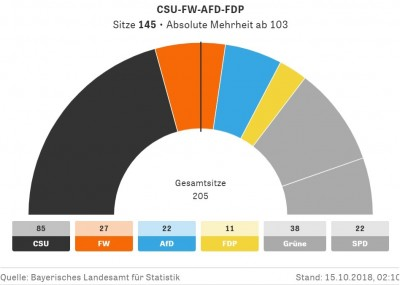 CSU-FW-AFD-FDP
Sitze 145 • Absolute Mehrheit ab 103
Gesamtsitze
205
85 27 22 11 38 22
CSU FW AfD FDP Grüne SPD
Quelle: Bayerisches Landesamt für Statistik Stand: 15.10.2018, 02:10